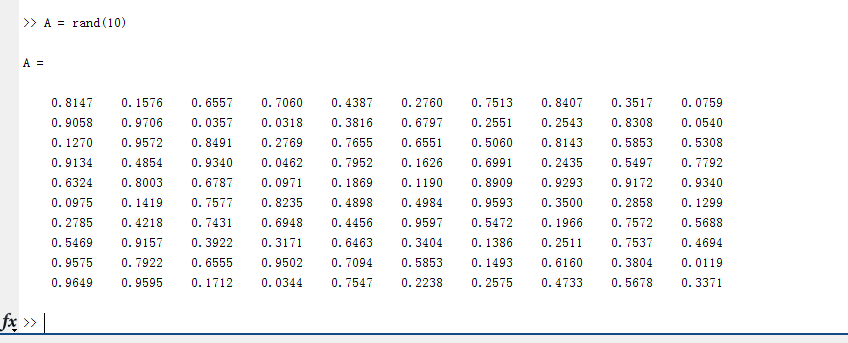 >> A = rand(10)
A =
0.8147 0.1576 0.6557 0.7060 0.4387 0.2760 0.7513 0.8407 0.3517 0.0759
0.9058 0.9706 0.0357 0.0318 0.3816 0.6797 0.2551 0.2543 0.8308 0.0540
0.1270 0.9572 0.8491 0.2769 0.7655 0.6551 0.5060 0.8143 0.5853 0.5308
0.9134 0.4854 0.9340 0.0462 0.7952 0.1626 0.6991 0.2435 0.5497 0.7792
0.6324 0.8003 0.6787 0.0971 0.1869 0.1190 0.8909 0.9293 0.9172 0.9340
0.0975 0.1419 0.7577 0.8235 0.4898 0.4984 0.9593 0.3500 0.2858 0.1299
0.2785 0.4218 0.7431 0.6948 0.4456 0.9597 0.5472 0.1966 0.7572 0.5688
0.5469 0.9157 0.3922 0.3171 0.6463 0.3404 0.1386 0.2511 0.7537 0.4694
0.9575 0.7922 0.6555 0.9502 0.7094 0.5853 0.1493 0.6160 0.3804 0.0119
0.9649 0.9595 0.1712 0.0344 0.7547 0.2238 0.2575 0.4733 0.5678 0.3371
fx >>